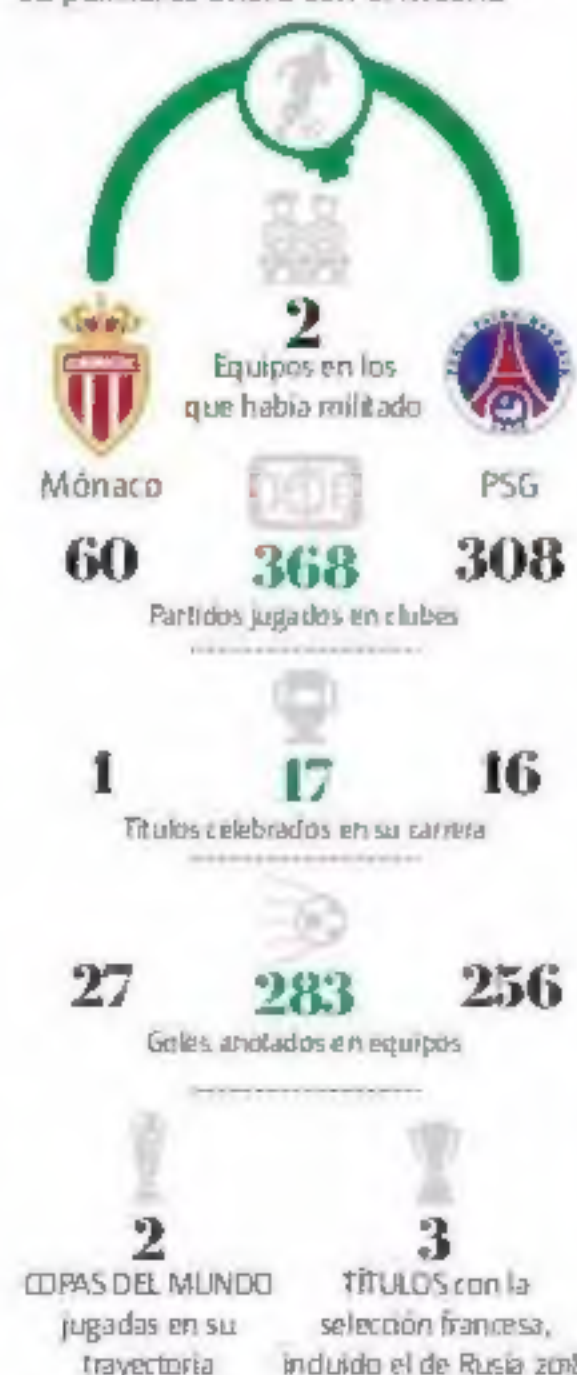 2
Equipos en los
que había militado
Mónaco
PSG
60
368
308
Partidos jugados en clubes
1
17
16
Títulos celebrados en su carrera
27
283
256
Goles anotados en equipos
2
COPAS DEL MUNDO
jugadas en su
trayectoria
3
TÍTULOS con la
selección francesa,
incluido el de Rusia 2018